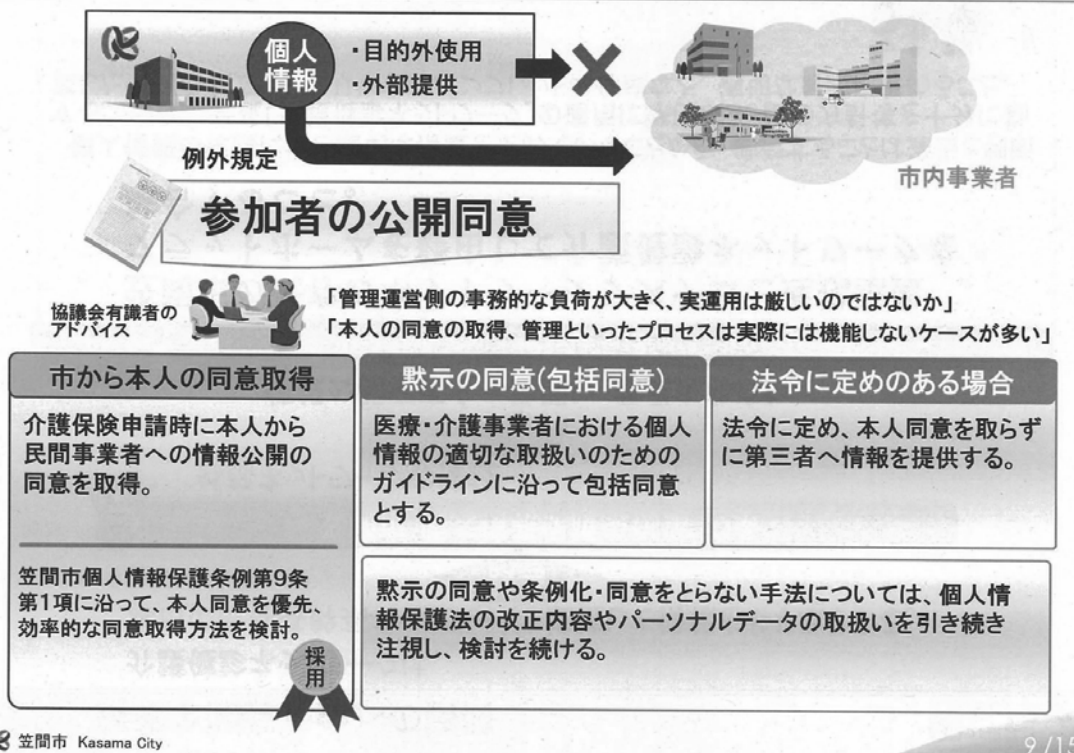 個人
情報
・目的外使用
・外部提供
例外規定
市内事業者
参加者の公開同意
協議会有識者の
アドバイス
「管理運営側の事務的な負荷が大きく、実運用は厳しいのではないか」
「本人の同意の取得、管理といったプロセスは実際には機能しないケースが多い」
市から本人の同意取得
介護保険申請時に本人から
民間事業者への情報公開の
同意を取得。
笠間市個人情報保護条例第9条
第1項に沿って、本人同意を優先、
効率的な同意取得方法を検討。
採
用
黙示の同意(包括同意)
医療・介護事業者における個人
情報の適切な取扱いのための
ガイドラインに沿って包括同意
とする。
法令に定めのある場合
法令に定め、本人同意を取らず
に第三者へ情報を提供する。
黙示の同意や条例化・同意をとらない手法については、個人情
報保護法の改正内容やパーソナルデータの取扱いを引き続き
注視し、検討を続ける。
笠間市 Kasama City
9/15